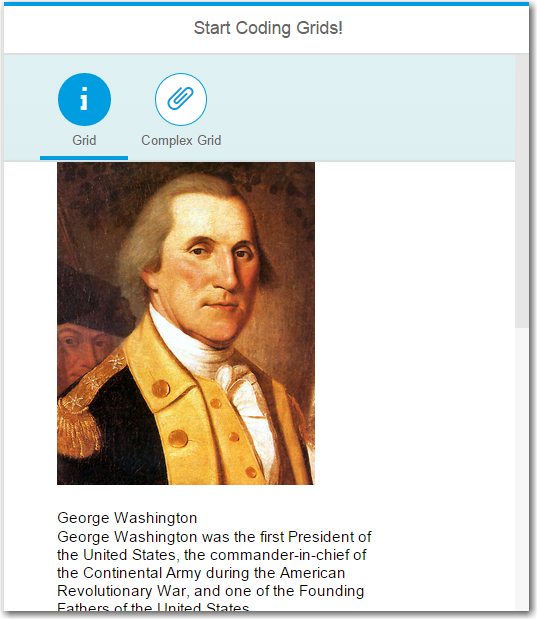 Start Coding Grids!
Grid
Complex Grid
George Washington
George Washington was the first President of
the United States, the commander-in-chief of
the Continental Army during the American
Revolutionary War, and one of the Founding
Fathers of the United States